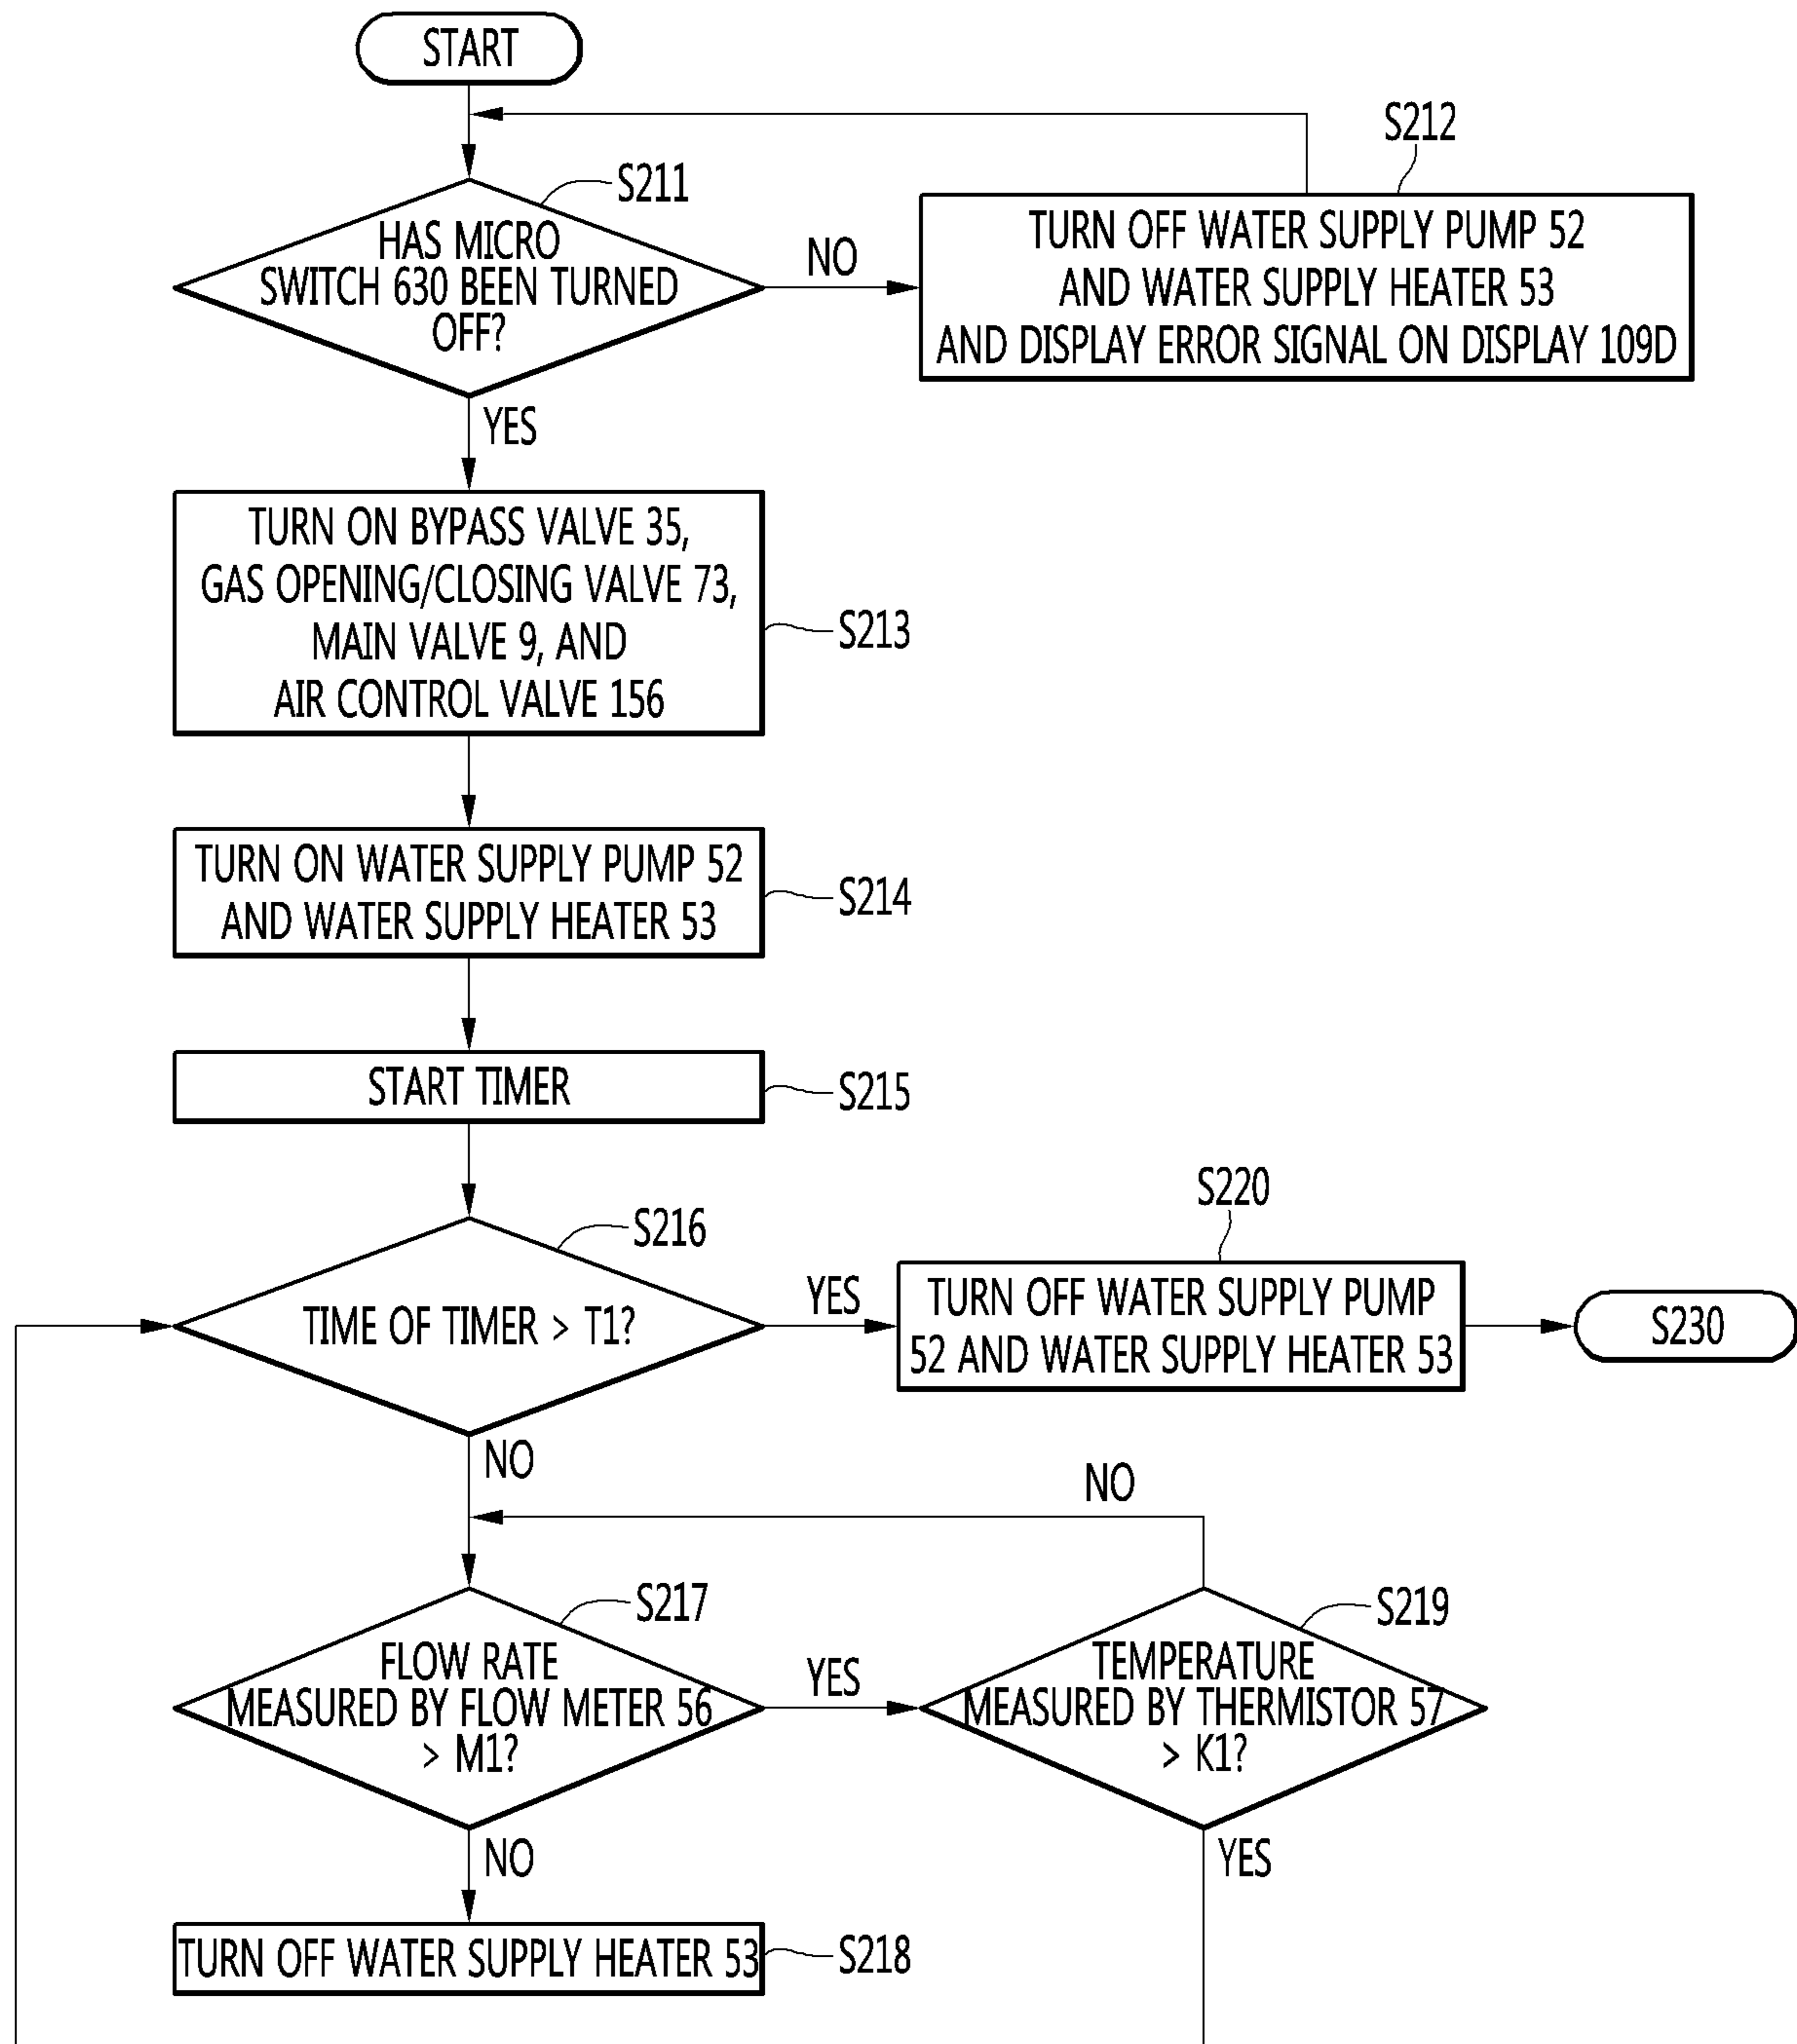 START
S212
S211
HAS MICRO
SWITCH 630 BEEN TURNED
OFF?
NO
TURN OFF WATER SUPPLY PUMP 52
AND WATER SUPPLY HEATER 53
AND DISPLAY ERROR SIGNAL ON DISPLAY 109D
YES
TURN ON BYPASS VALVE 35,
GAS OPENING/CLOSING VALVE 73,
MAIN VALVE 9, AND
AIR CONTROL VALVE 156
S213
TURN ON WATER SUPPLY PUMP 52
AND WATER SUPPLY HEATER 53
S214
START TIMER
S215
S220
S216
TIME OF TIMER > T1?
YES
TURN OFF WATER SUPPLY PUMP
52 AND WATER SUPPLY HEATER 53
S230
NO
NO
S217
S219
FLOW RATE
MEASURED BY FLOW METER 56
> M1?
YES
TEMPERATURE
MEASURED BY THERMISTOR 57
> K1?
NO
YES
TURN OFF WATER SUPPLY HEATER 53
S218